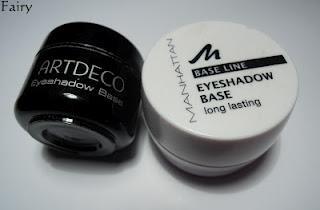 Fairy
ARTDECO
Eyeshadow Base
MANHATTAN
M
BASE LINE
EYESHADOW
BASE
long lasting